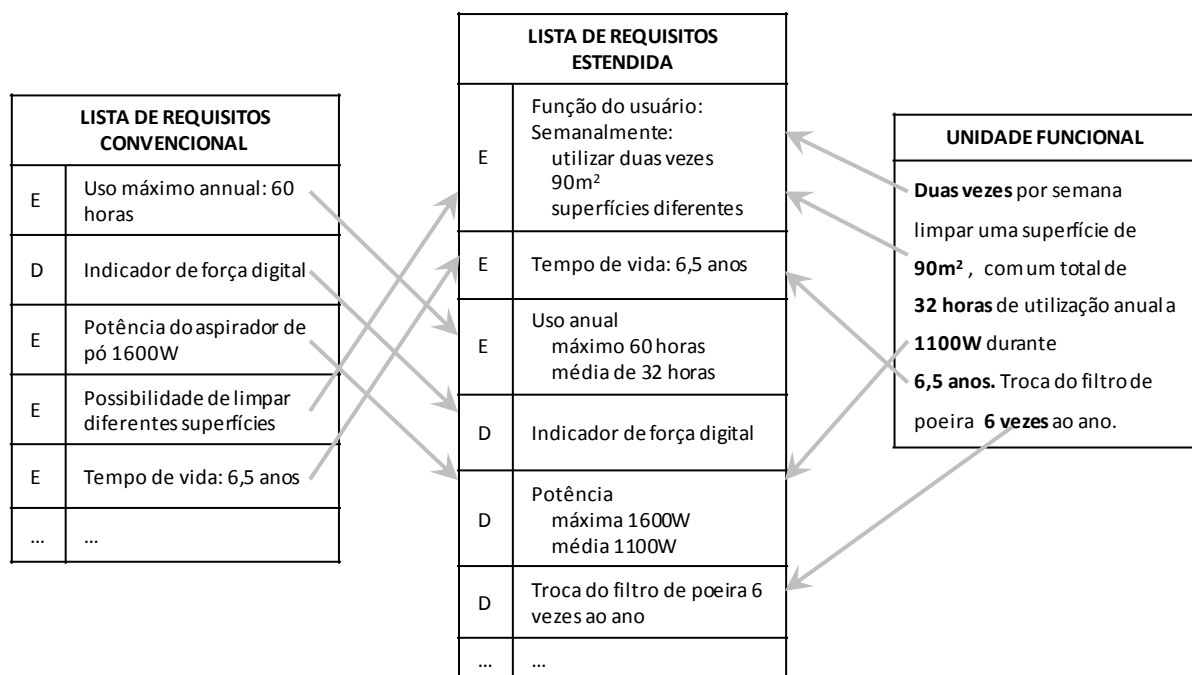 LISTA DE REQUISITOS
CONVENCIONAL
E
Uso máximo annual: 60
horas
D
Indicador de força digital
E
Potência do aspirador de
pó 1600W
E
Possibilidade de limpar
diferentes superfícies
E
Tempo de vida: 6,5 anos
...
...
LISTA DE REQUISITOS
ESTENDIDA
E
Função do usuário:
Semanalmente:
utilizar duas vezes
90m²
superfícies diferentes
E
Tempo de vida: 6,5 anos
E
Uso anual
máximo 60 horas
média de 32 horas
D
Indicador de força digital
D
Potência
máxima 1600W
média 1100W
D
Troca do filtro de poeira 6
vezes ao ano
...
...
UNIDADE FUNCIONAL
Duas vezes por semana
limpar uma superfície de
90m² , com um total de
32 horas de utilização anual a
1100W durante
6,5 anos. Troca do filtro de
poeira 6 vezes ao ano.